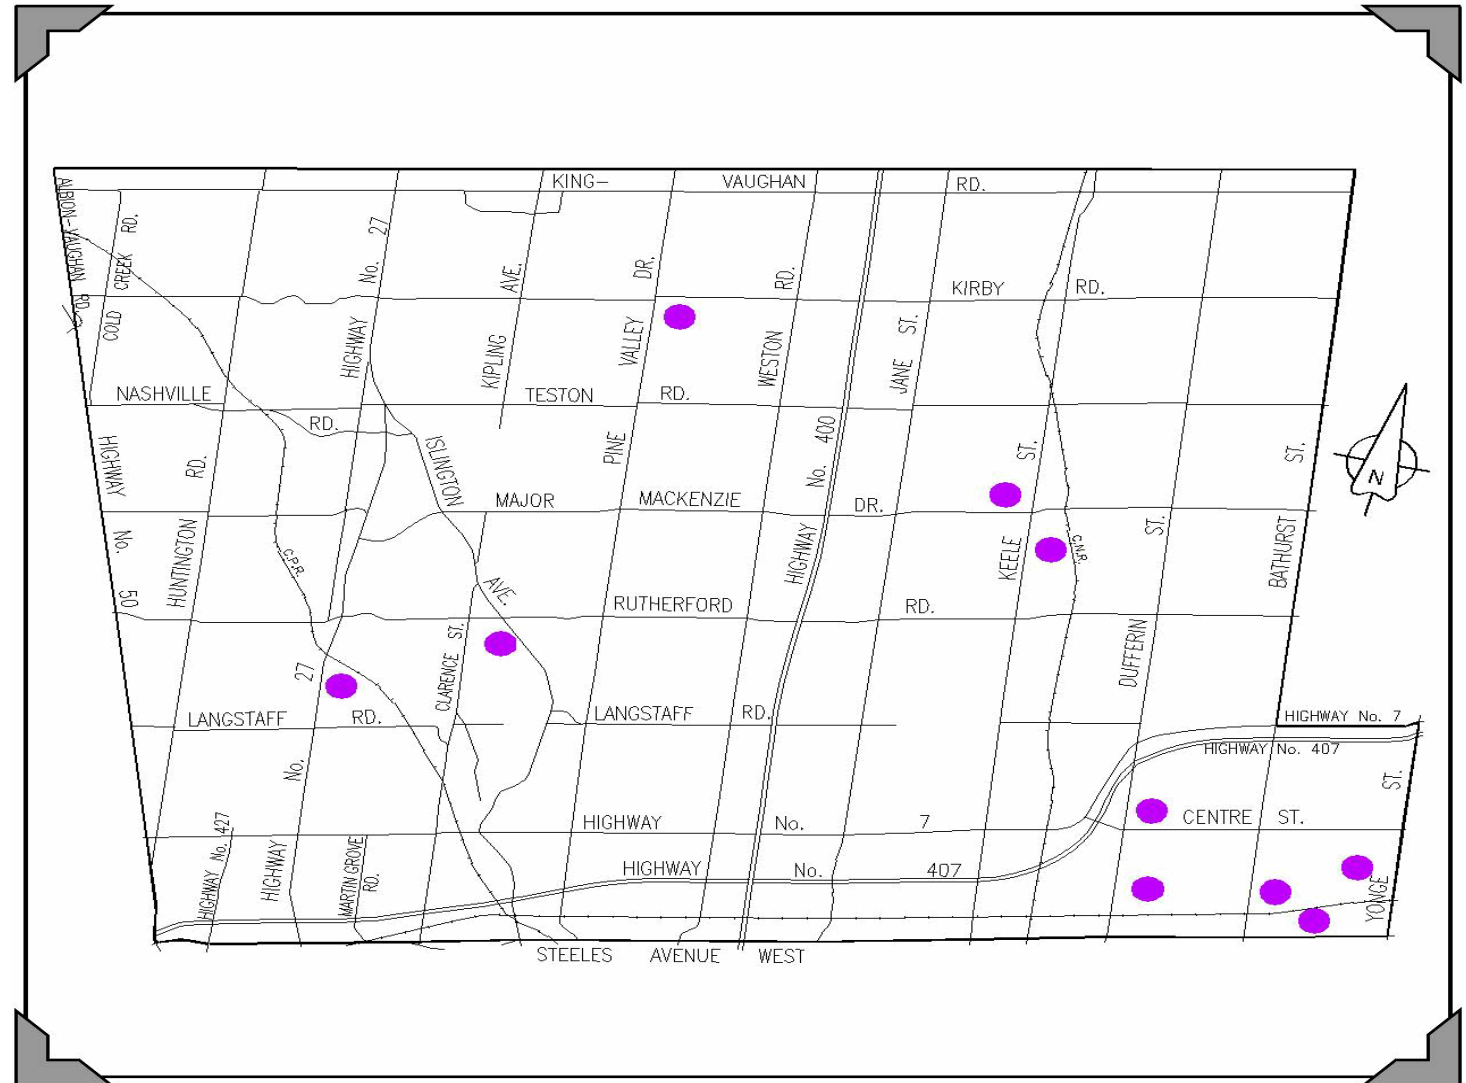 KING- VAUGHAN RD.
ALBION-VAUGHAN RD.
COLD CREEK RD.
HIGHWAY No. 27
KIPLING AVE.
PINE VALLEY DR.
WESTON RD.
JANE ST.
KIRBY RD.
NASHVILLE RD.
TESTON RD.
HIGHWAY No. 50
HUNTINGTON RD.
ISLINGTON AVE.
HIGHWAY No. 400
KEELE ST.
BATHURST ST.
N
MAJOR MACKENZIE DR.
C.P.R.
C.N.R.
DUFFERIN ST.
RUTHERFORD RD.
CLARENCE ST.
HIGHWAY No. 27
LANGSTAFF RD.
LANGSTAFF RD.
HIGHWAY No. 7
HIGHWAY No. 407
YONGE ST.
CENTRE ST.
HIGHWAY No. 7
HIGHWAY No. 427
MARTIN GROVE RD.
HIGHWAY No. 407
STEELES AVENUE WEST